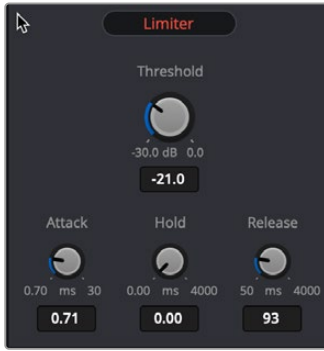 Limiter
Threshold
-30.0 dB 0.0
-21.0
Attack Hold Release
0.70 ms 30 0.00 ms 4000 50 ms 4000
0.71 0.00 93